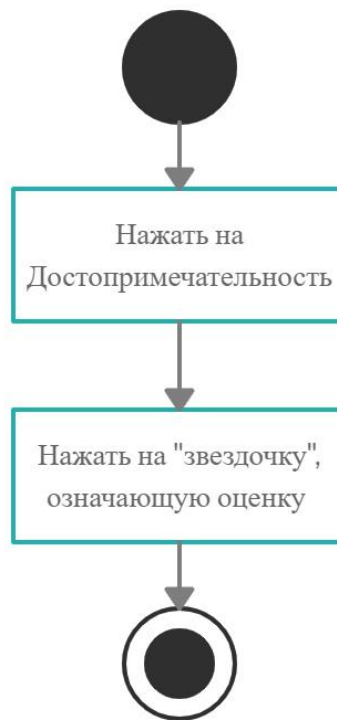 Нажать на
Достопримечательность
Нажать на "звездочку",
означающую оценку